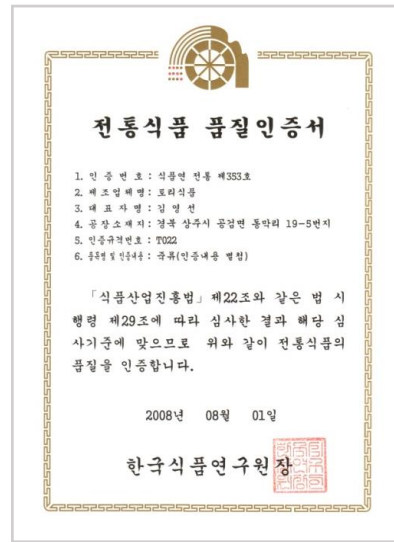 전통식품 품질인증서
1. 인 증 번 호 : 식품연 전통 제353호
2. 제조업체명 : 토리식품
3. 대 표 자 명 : 김 영 선
4. 공장소재지 : 경북 상주시 공검면 동막리 19-5번지
5. 인증규격번호 : T022
6. 품목명 및 인증내용 : 죽류(인증내용 별첨)
「식품산업진흥법」제22조와 같은 법 시
행령 제29조에 따라 심사한 결과 해당 심
사기준에 맞으므로 위와 같이 전통식품의
품질을 인증합니다.
2008년 08월 01일
한국식품연구원장